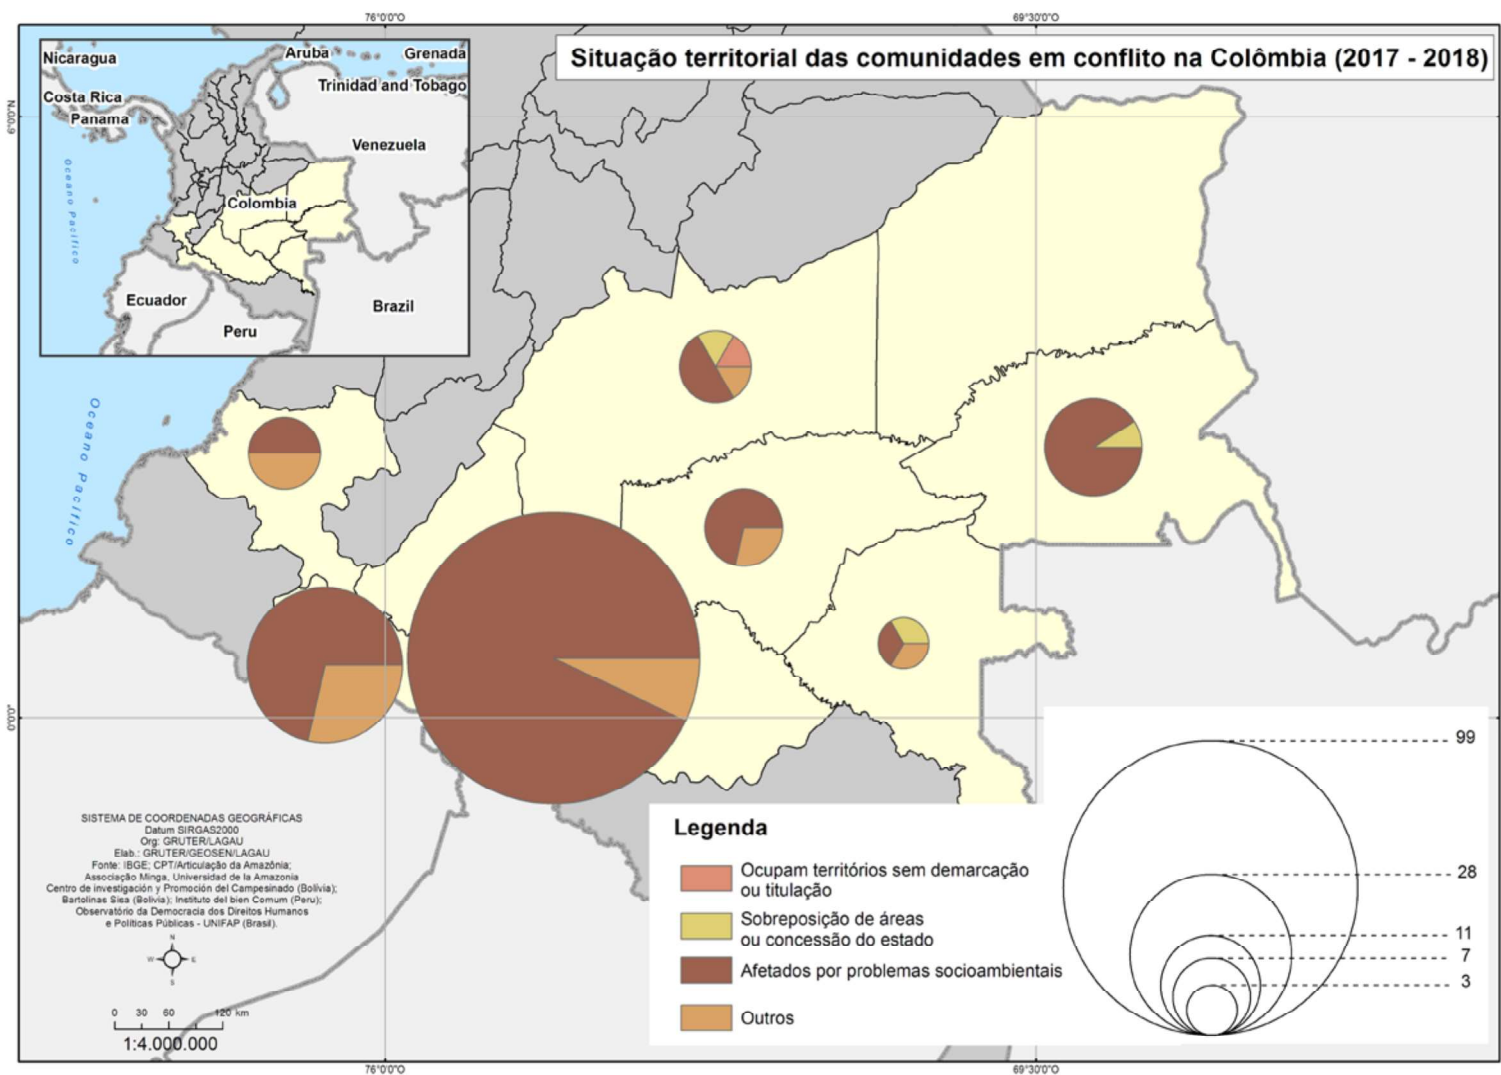 76°0'0"O
69°30'0"O
Situação territorial das comunidades em conflito na Colômbia (2017 - 2018)
Nicaragua
Aruba
Grenada
Trinidad and Tobago
Costa Rica
Panama
Venezuela
Oceano Pacífico
Colombia
Ecuador
Brazil
Peru
6°0'0"N
Oceano Pacífico
0°0'0"
SISTEMA DE COORDENADAS GEOGRÁFICAS
Datum SIRGAS2000
Org: GRUTER/LAGAU
Elab.: GRUTER/GEOSEN/LAGAU
Fonte: IBGE; CPT/Articulação da Amazônia;
Associação Minga, Universidad de la Amazonia
Centro de investigación y Promoción del Campesinado (Bolívia);
Bartolinas Sisa (Bolivia); Instituto del bien Comum (Peru);
Observatório da Democracia dos Direitos Humanos
e Políticas Públicas - UNIFAP (Brasil).
N
W E
S
0 30 60 120 km
1:4.000.000
Legenda
Ocupam territórios sem demarcação
ou titulação
Sobreposição de áreas
ou concessão do estado
Afetados por problemas socioambientais
Outros
99
28
11
7
3
76°0'0"O
69°30'0"O